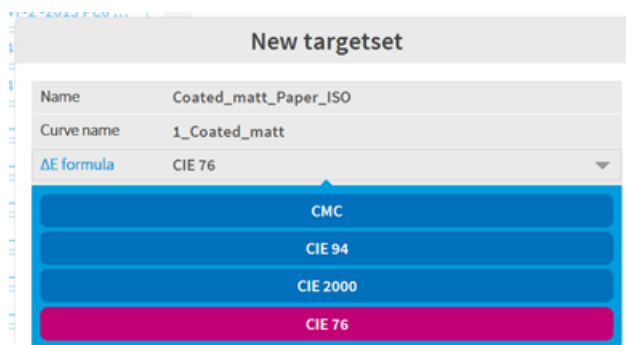 New targetset
Name Coated_matt_Paper_ISO
Curve name 1_Coated_matt
ΔE formula CIE 76
CMC
CIE 94
CIE 2000
CIE 76